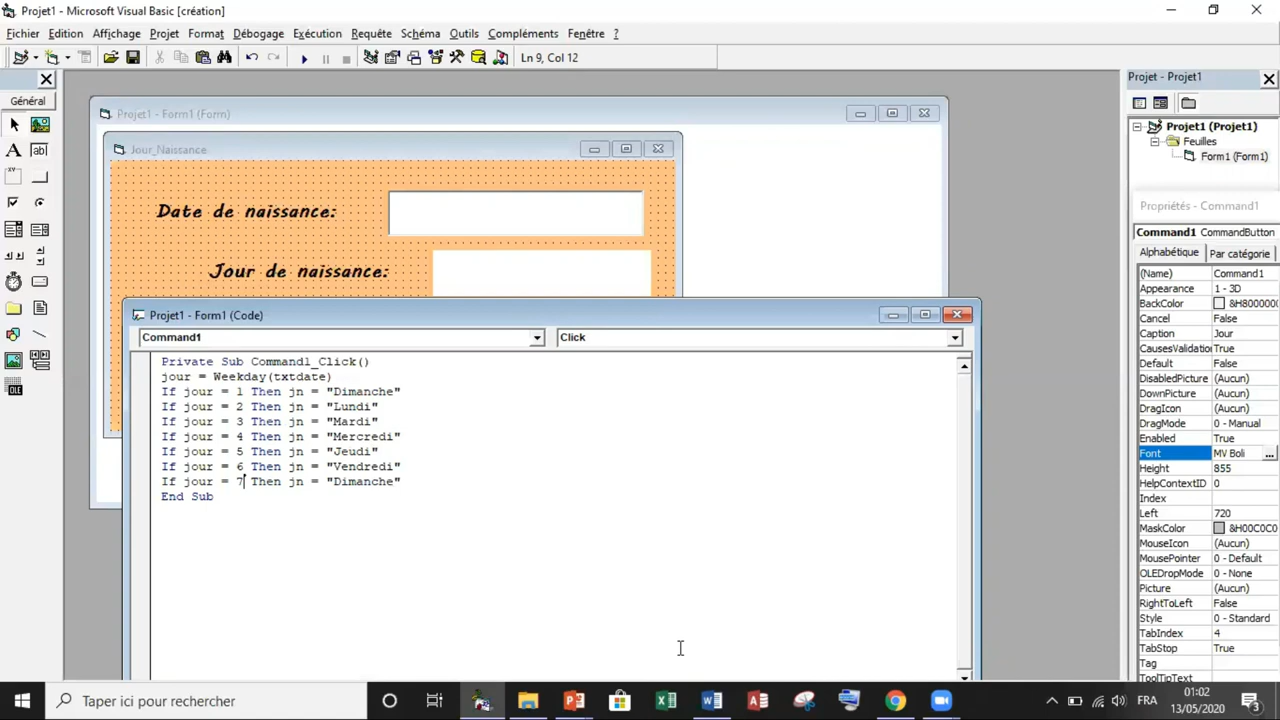 Projet1 - Microsoft Visual Basic [création]
Fichier Edition Affichage Projet Format Débogage Exécution Requête Schéma Outils Compléments Fenêtre ?
Ln 9, Col 12
Général
A
ab|
XY
OLE
Projet1 - Form1 (Form)
Jour_Naissance
Date de naissance:
Jour de naissance:
Projet1 - Form1 (Code)
Command1
Click
Private Sub Command1_Click()
jour = Weekday(txtdate)
If jour = 1 Then jn = "Dimanche"
If jour = 2 Then jn = "Lundi"
If jour = 3 Then jn = "Mardi"
If jour = 4 Then jn = "Mercredi"
If jour = 5 Then jn = "Jeudi"
If jour = 6 Then jn = "Vendredi"
If jour = 7 Then jn = "Dimanche"
End Sub
Projet - Projet1
Projet1 (Projet1)
Feuilles
Form1 (Form1)
Propriétés - Command1
Command1 CommandButton
Alphabétique Par catégorie
(Name) Command1
Appearance 1 - 3D
BackColor &H8000000
Cancel False
Caption Jour
CausesValidation True
Default False
DisabledPicture (Aucun)
DownPicture (Aucun)
DragIcon (Aucun)
DragMode 0 - Manual
Enabled True
Font MV Boli ...
Height 855
HelpContextID 0
Index
Left 720
MaskColor &H00C0C0
MouseIcon (Aucun)
MousePointer 0 - Default
OLEDropMode 0 - None
Picture (Aucun)
RightToLeft False
Style 0 - Standard
TabIndex 4
TabStop True
Tag
ToolTipText
Taper ici pour rechercher
FRA
01:02
13/05/2020
3